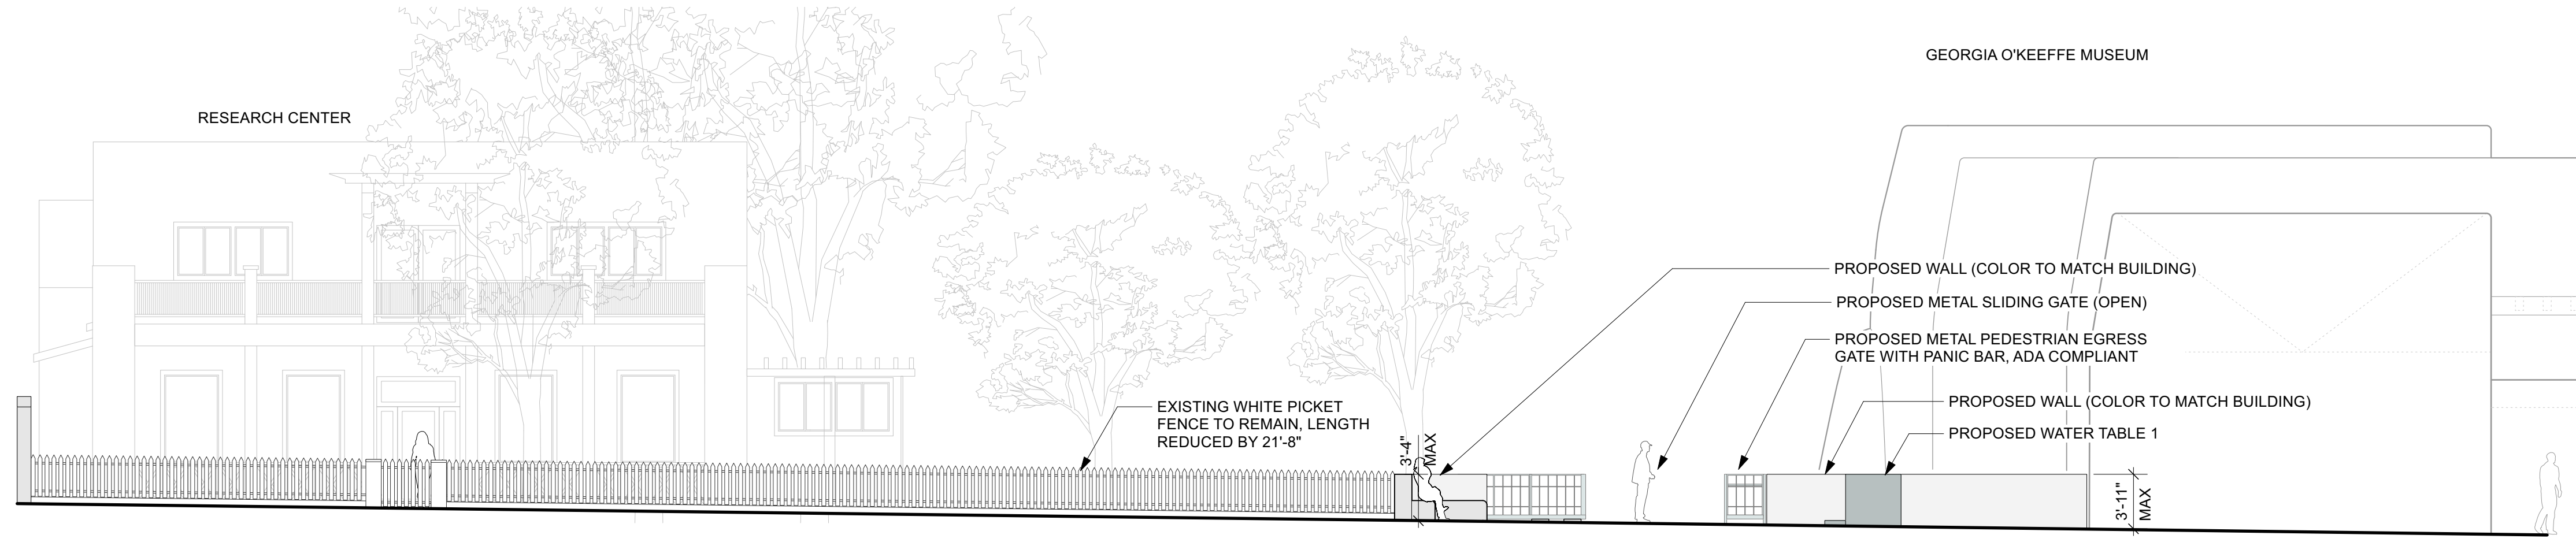 GEORGIA O'KEEFFE MUSEUM
RESEARCH CENTER
PROPOSED WALL (COLOR TO MATCH BUILDING)
PROPOSED METAL SLIDING GATE (OPEN)
PROPOSED METAL PEDESTRIAN EGRESS
GATE WITH PANIC BAR, ADA COMPLIANT
PROPOSED WALL (COLOR TO MATCH BUILDING)
PROPOSED WATER TABLE 1
EXISTING WHITE PICKET
FENCE TO REMAIN, LENGTH
REDUCED BY 21'-8"
3'-4"
MAX
3'-11"
MAX